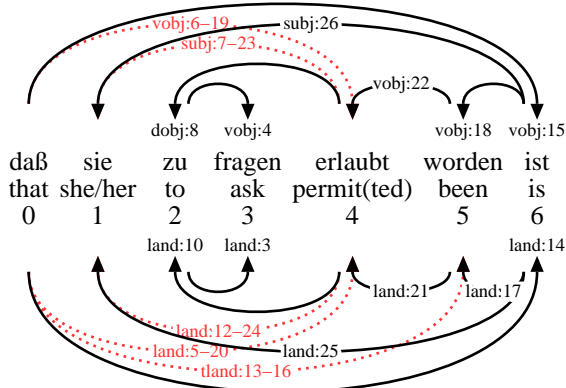 vobj:6–19 subj:26
subj:7–23
vobj:22
dobj:8 vobj:4 vobj:18 vobj:15
daß sie zu fragen erlaubt worden ist
that she/her to ask permit(ted) been is
0 1 2 3 4 5 6
land:10 land:3 land:14
land:21 land:17
land:12–24
land:5–20 land:25
tland:13–16